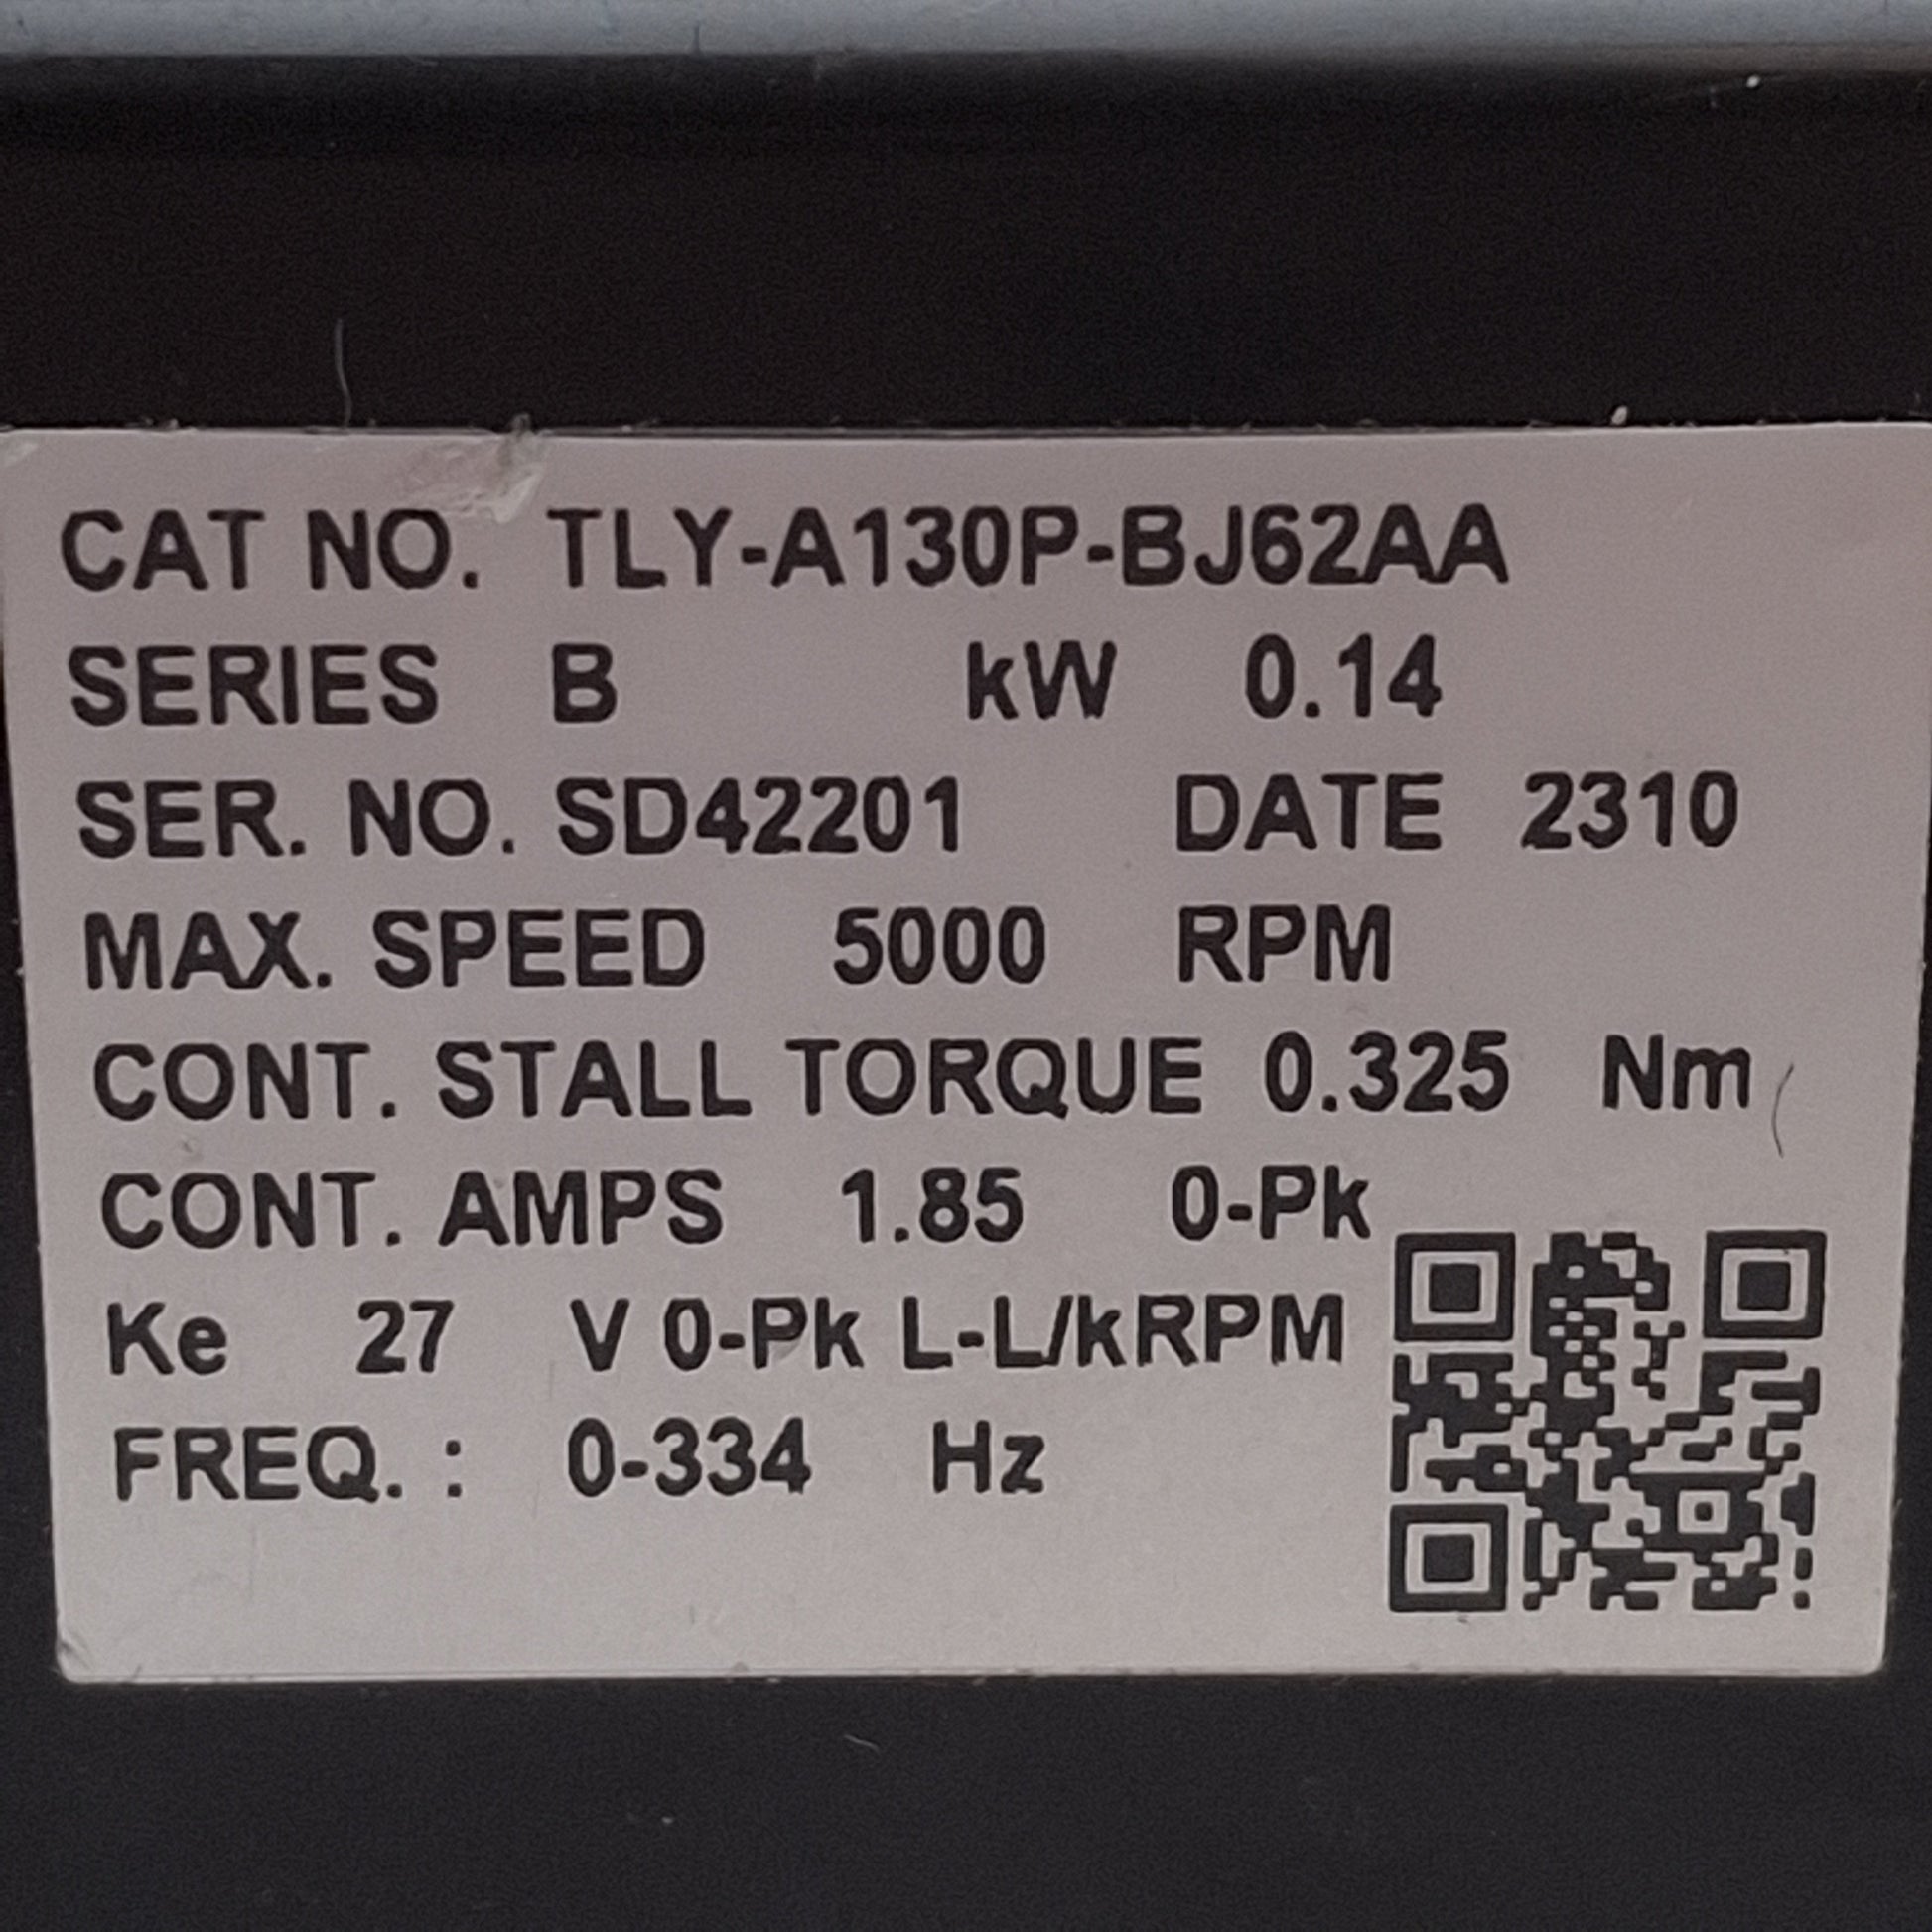 CAT NO. TLY-A130P-BJ62AA
SERIES B kW 0.14
SER. NO. SD42201 DATE 2310
MAX. SPEED 5000 RPM
CONT. STALL TORQUE 0.325 Nm
CONT. AMPS 1.85 0-Pk
Ke 27 V 0-Pk L-L/kRPM
FREQ. : 0-334 Hz